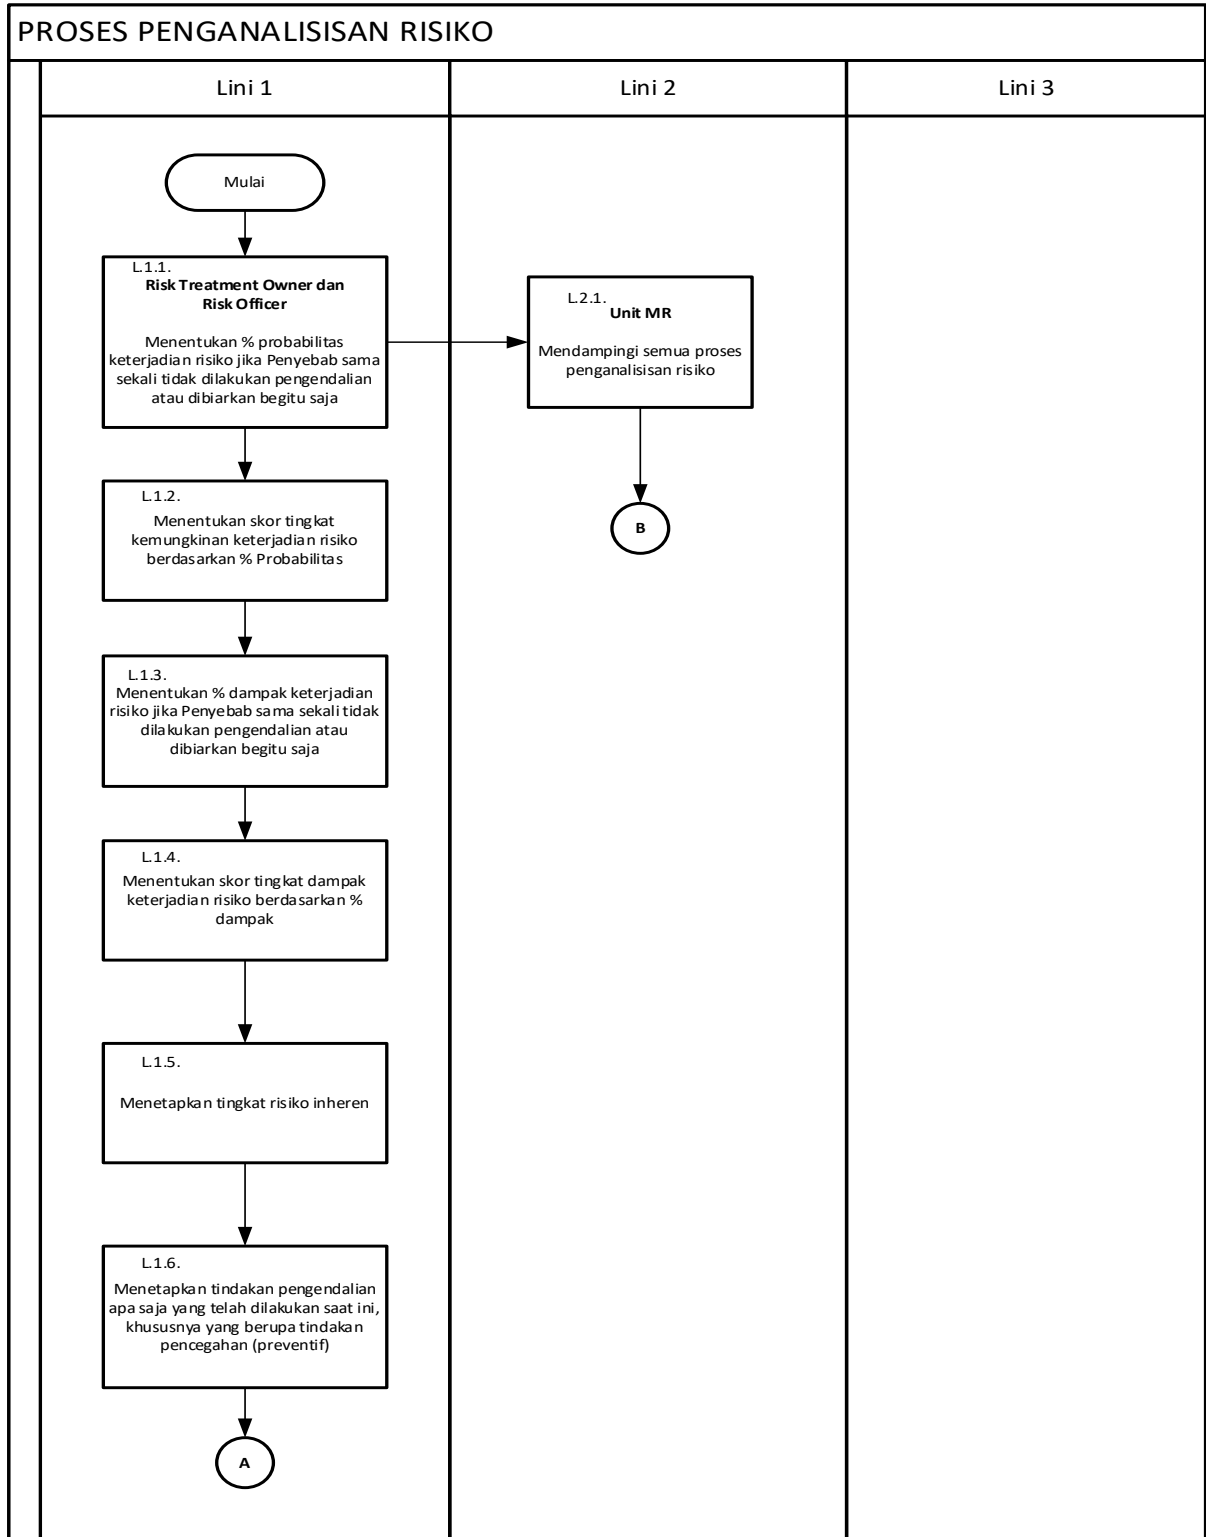 PROSES PENGANALISISAN RISIKO
Lini 1
Lini 2
Lini 3
Mulai
L.1.1.
Risk Treatment Owner dan
Risk Officer
Menentukan % probabilitas
keterjadian risiko jika Penyebab sama
sekali tidak dilakukan pengendalian
atau dibiarkan begitu saja
L.2.1.
Unit MR
Mendampingi semua proses
penganalisisan risiko
B
L.1.2.
Menentukan skor tingkat
kemungkinan keterjadian risiko
berdasarkan % Probabilitas
L.1.3.
Menentukan % dampak keterjadian
risiko jika Penyebab sama sekali tidak
dilakukan pengendalian atau
dibiarkan begitu saja
L.1.4.
Menentukan skor tingkat dampak
keterjadian risiko berdasarkan %
dampak
L.1.5.
Menetapkan tingkat risiko inheren
L.1.6.
Menetapkan tindakan pengendalian
apa saja yang telah dilakukan saat ini,
khususnya yang berupa tindakan
pencegahan (preventif)
A